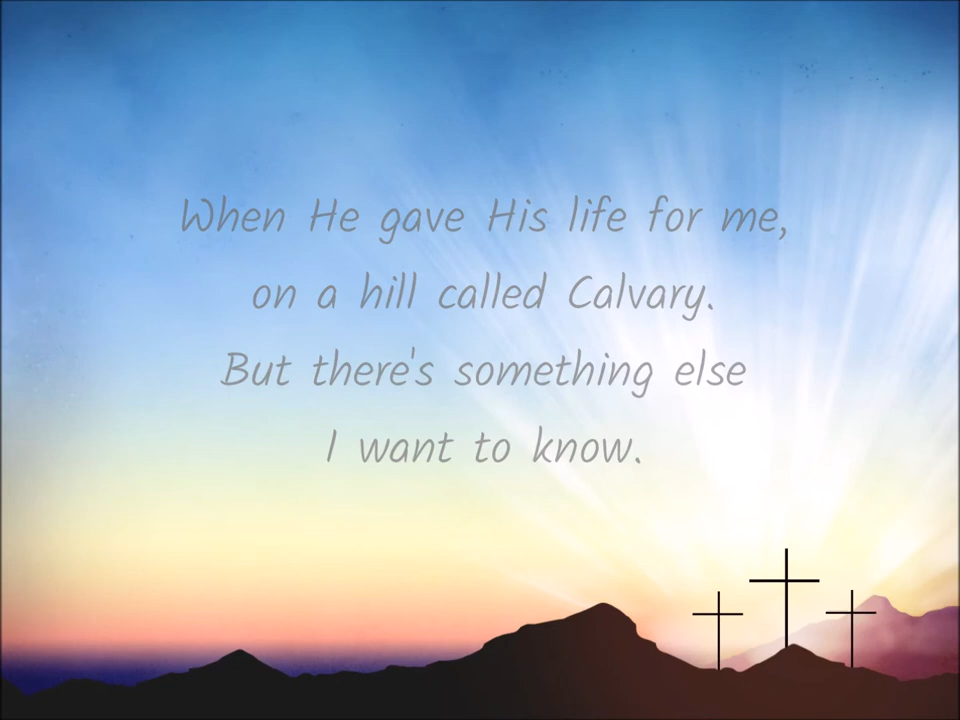 When He gave His life for me,
on a hill called Calvary.
But there's something else
I want to know.